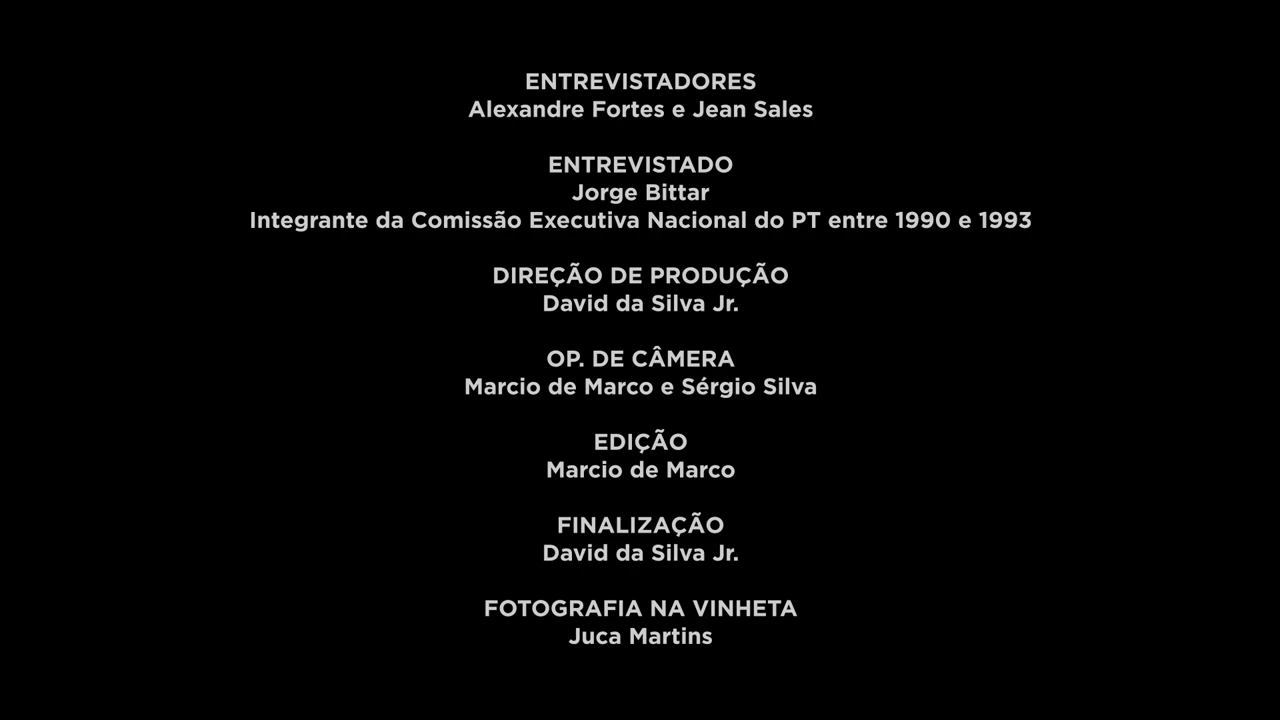 ENTREVISTADORES
Alexandre Fortes e Jean Sales
ENTREVISTADO
Jorge Bittar
Integrante da Comissão Executiva Nacional do PT entre 1990 e 1993
DIREÇÃO DE PRODUÇÃO
David da Silva Jr.
OP. DE CÂMERA
Marcio de Marco e Sérgio Silva
EDIÇÃO
Marcio de Marco
FINALIZAÇÃO
David da Silva Jr.
FOTOGRAFIA NA VINHETA
Juca Martins